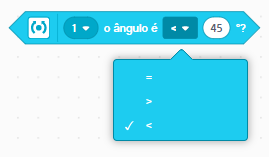 1 o ângulo é < 45 °?
=
>
✓ <